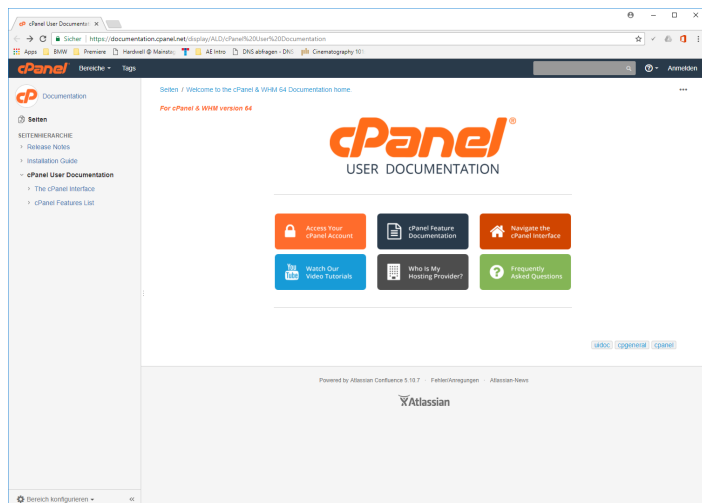 cP cPanel User Documentat
Sicher | https://documentation.cpanel.net/display/ALD/cPanel%20User%20Documentation
Apps BMW Premiere Hardwell @ Mainstag AE Intro DNS abfragen - DNS Cinematography 101
cPanel Bereiche Tags Anmelden
cP Documentation
Seiten
SEITENHIERARCHIE
Release Notes
Installation Guide
cPanel User Documentation
The cPanel Interface
cPanel Features List
Seiten / Welcome to the cPanel & WHM 64 Documentation home
For cPanel & WHM version 64
cPanel®
USER DOCUMENTATION
Access Your
cPanel Account
cPanel Feature
Documentation
Navigate the
cPanel Interface
You
Tube
Watch Our
Video Tutorials
Who Is My
Hosting Provider?
Frequently
Asked Questions
uidoc cpgeneral cpanel
Powered by Atlassian Confluence 5.10.7 · Fehler/Anregungen · Atlassian-News
Atlassian
Bereich konfigurieren